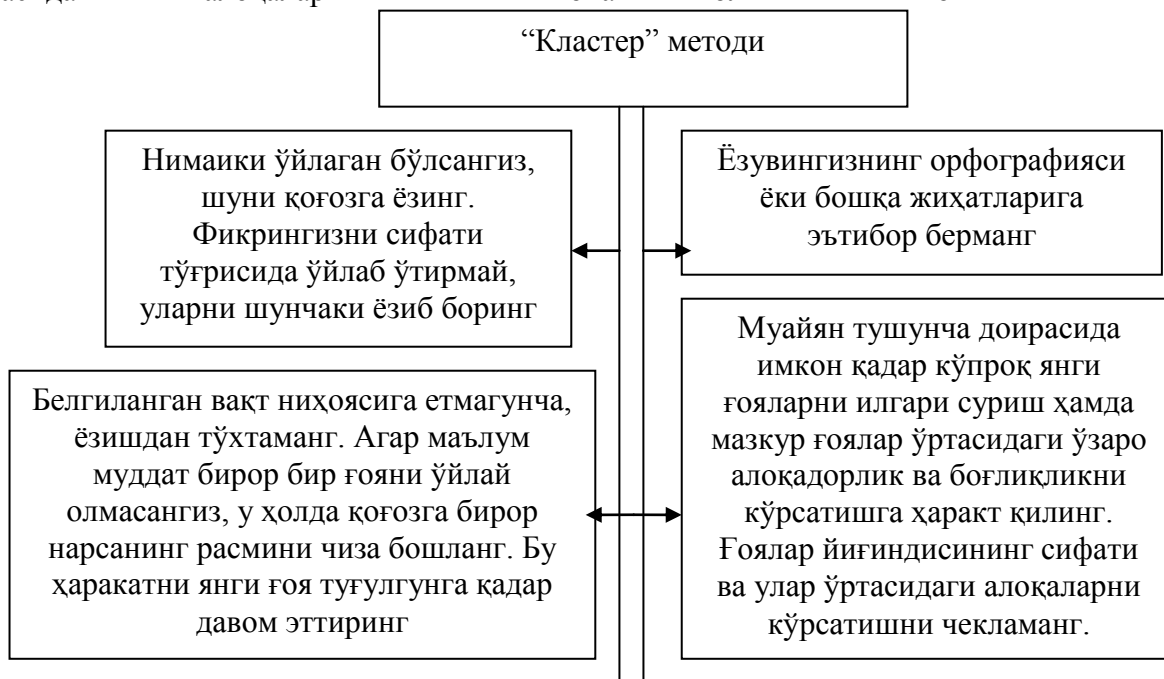 “Кластер” методи
Нимаики ўйлаган бўлсангиз,
шуни қоғозга ёзинг.
Фикрингизни сифати
тўғрисида ўйлаб ўтирмай,
уларни шунчаки ёзиб боринг
Ёзувингизнинг орфографияси
ёки бошқа жиҳатларига
эътибор берманг
Белгиланган вақт ниҳоясига етмагунча,
ёзишдан тўхтаманг. Агар маълум
муддат бирор бир ғояни ўйлай
олмасангиз, у ҳолда қоғозга бирор
нарсанинг расмини чиза бошланг. Бу
ҳаракатни янги ғоя туғулгунга қадар
давом эттиринг
Муайян тушунча доирасида
имкон қадар кўпроқ янги
ғояларни илгари суриш ҳамда
мазкур ғоялар ўртасидаги ўзаро
алоқадорлик ва боғлиқликни
кўрсатишга ҳаракт қилинг.
Ғоялар йиғиндисининг сифати
ва улар ўртасидаги алоқаларни
кўрсатишни чекламанг.